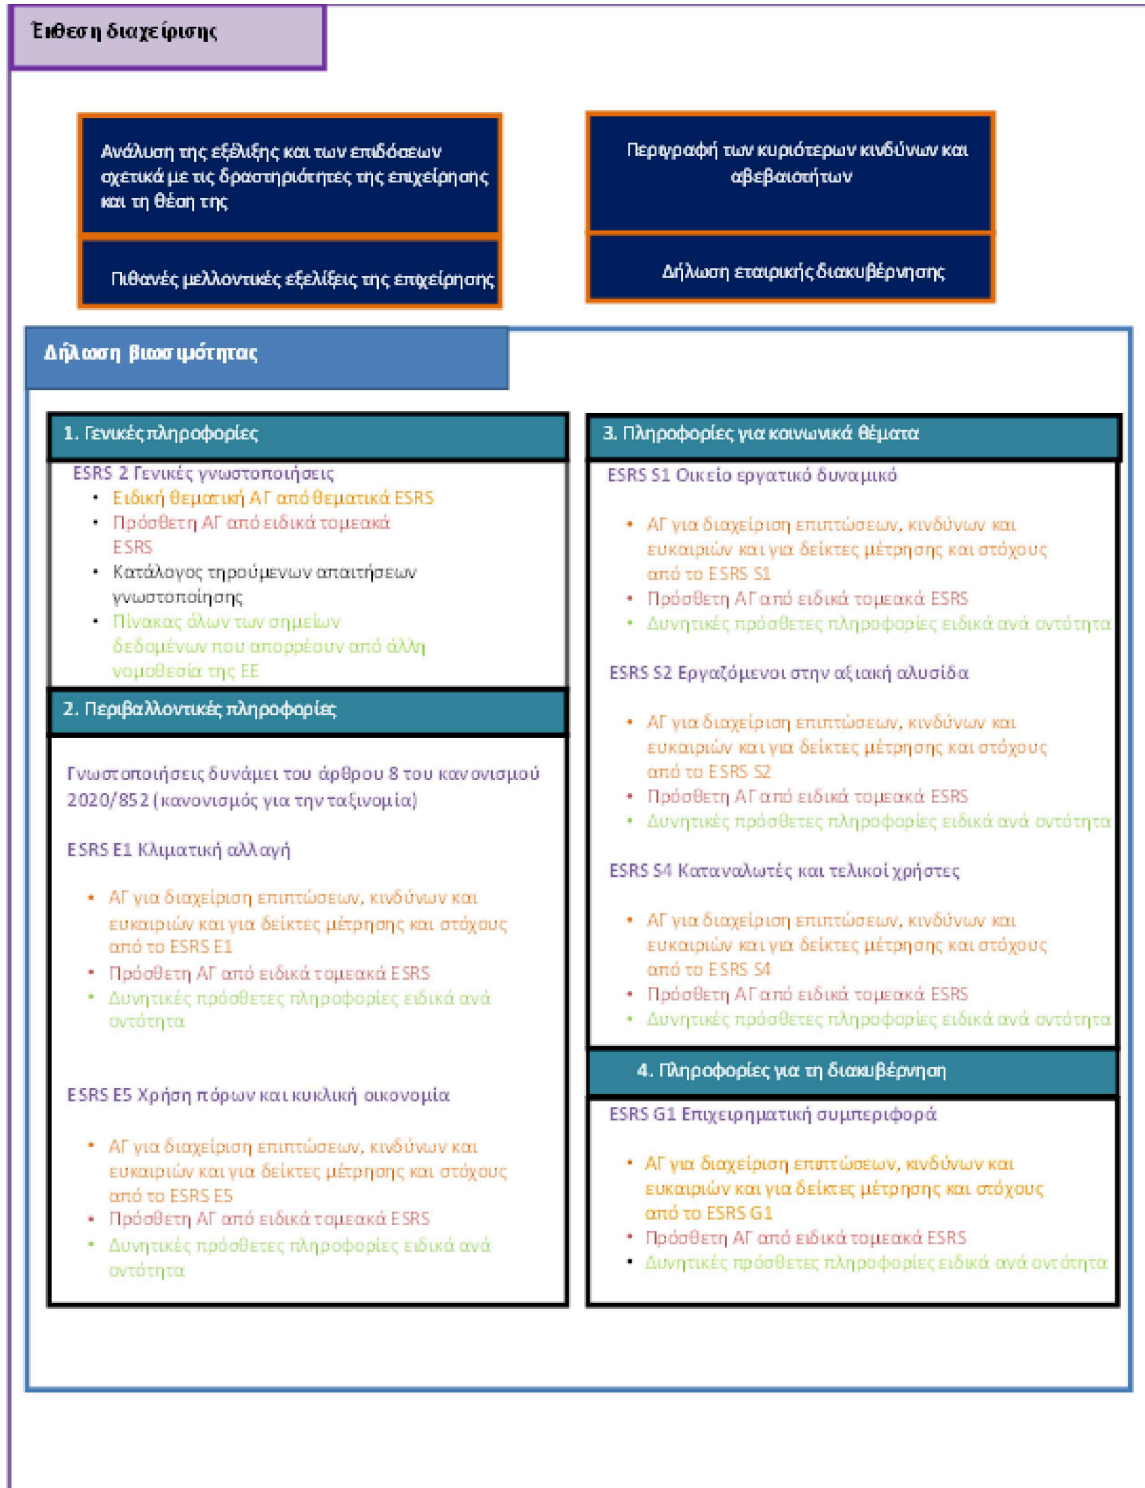 Έκθεση διαχείρισης
Ανάλυση της εξέλιξης και των επιδόσεων
σχετικά με τις δραστηριότητες της επιχείρησης
και τη θέση της
Πιθανές μελλοντικές εξελίξεις της επιχείρησης
Περιγραφή των κυριότερων κινδύνων και
αβεβαιοτήτων
Δήλωση εταιρικής διακυβέρνησης
Δήλωση βιωσιμότητας
1. Γενικές πληροφορίες
ESRS 2 Γενικές γνωστοποιήσεις
• Ειδική θεματική ΑΓ από θεματικά ESRS
• Πρόσθετη ΑΓ από ειδικά τομεακά
ESRS
• Κατάλογος τηρούμενων απαιτήσεων
γνωστοποίησης
• Πίνακας όλων των σημείων
δεδομένων που απορρέουν από άλλη
νομοθεσία της ΕΕ
2. Περιβαλλοντικές πληροφορίες
Γνωστοποιήσεις δυνάμει του άρθρου 8 του κανονισμού
2020/852 (κανονισμός για την ταξινομία)
ESRS E1 Κλιματική αλλαγή
• ΑΓ για διαχείριση επιπτώσεων, κινδύνων και
ευκαιριών και για δείκτες μέτρησης και στόχους
από το ESRS E1
• Πρόσθετη ΑΓ από ειδικά τομεακά ESRS
• Δυνητικές πρόσθετες πληροφορίες ειδικά ανά
οντότητα
ESRS E5 Χρήση πόρων και κυκλική οικονομία
• ΑΓ για διαχείριση επιπτώσεων, κινδύνων και
ευκαιριών και για δείκτες μέτρησης και στόχους
από το ESRS E5
• Πρόσθετη ΑΓ από ειδικά τομεακά ESRS
• Δυνητικές πρόσθετες πληροφορίες ειδικά ανά
οντότητα
3. Πληροφορίες για κοινωνικά θέματα
ESRS S1 Οικείο εργατικό δυναμικό
• ΑΓ για διαχείριση επιπτώσεων, κινδύνων και
ευκαιριών και για δείκτες μέτρησης και στόχους
από το ESRS S1
• Πρόσθετη ΑΓ από ειδικά τομεακά ESRS
• Δυνητικές πρόσθετες πληροφορίες ειδικά ανά οντότητα
ESRS S2 Εργαζόμενοι στην αξιακή αλυσίδα
• ΑΓ για διαχείριση επιπτώσεων, κινδύνων και
ευκαιριών και για δείκτες μέτρησης και στόχους
από το ESRS S2
• Πρόσθετη ΑΓ από ειδικά τομεακά ESRS
• Δυνητικές πρόσθετες πληροφορίες ειδικά ανά οντότητα
ESRS S4 Καταναλωτές και τελικοί χρήστες
• ΑΓ για διαχείριση επιπτώσεων, κινδύνων και
ευκαιριών και για δείκτες μέτρησης και στόχους
από το ESRS S4
• Πρόσθετη ΑΓ από ειδικά τομεακά ESRS
• Δυνητικές πρόσθετες πληροφορίες ειδικά ανά οντότητα
4. Πληροφορίες για τη διακυβέρνηση
ESRS G1 Επιχειρηματική συμπεριφορά
• ΑΓ για διαχείριση επιπτώσεων, κινδύνων και
ευκαιριών και για δείκτες μέτρησης και στόχους
από το ESRS G1
• Πρόσθετη ΑΓ από ειδικά τομεακά ESRS
• Δυνητικές πρόσθετες πληροφορίες ειδικά ανά οντότητα